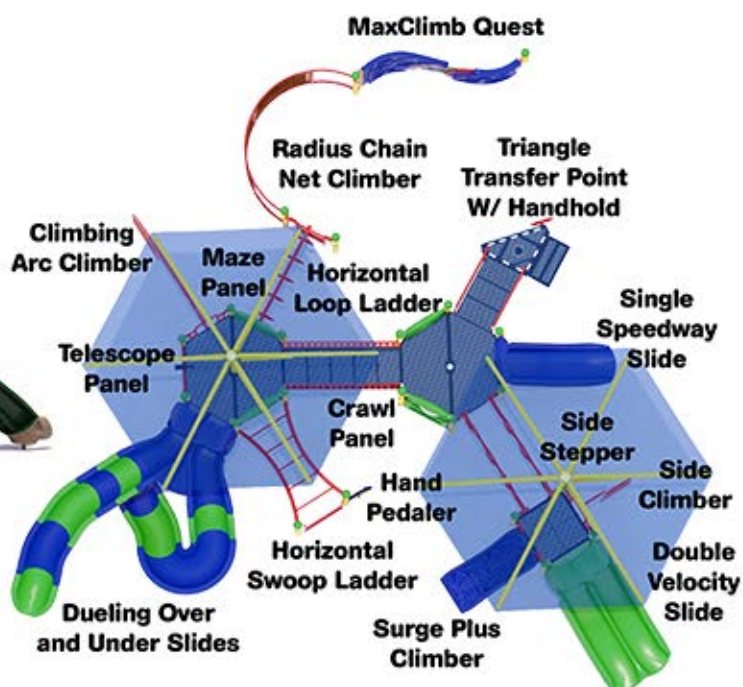 MaxClimb Quest
Radius Chain
Net Climber
Triangle
Transfer Point
W/ Handhold
Climbing
Arc Climber
Maze
Panel
Horizontal
Loop Ladder
Single
Speedway
Slide
Telescope
Panel
Crawl
Panel
Side
Stepper
Side
Climber
Hand
Pedaler
Horizontal
Swoop Ladder
Double
Velocity
Slide
Dueling Over
and Under Slides
Surge Plus
Climber